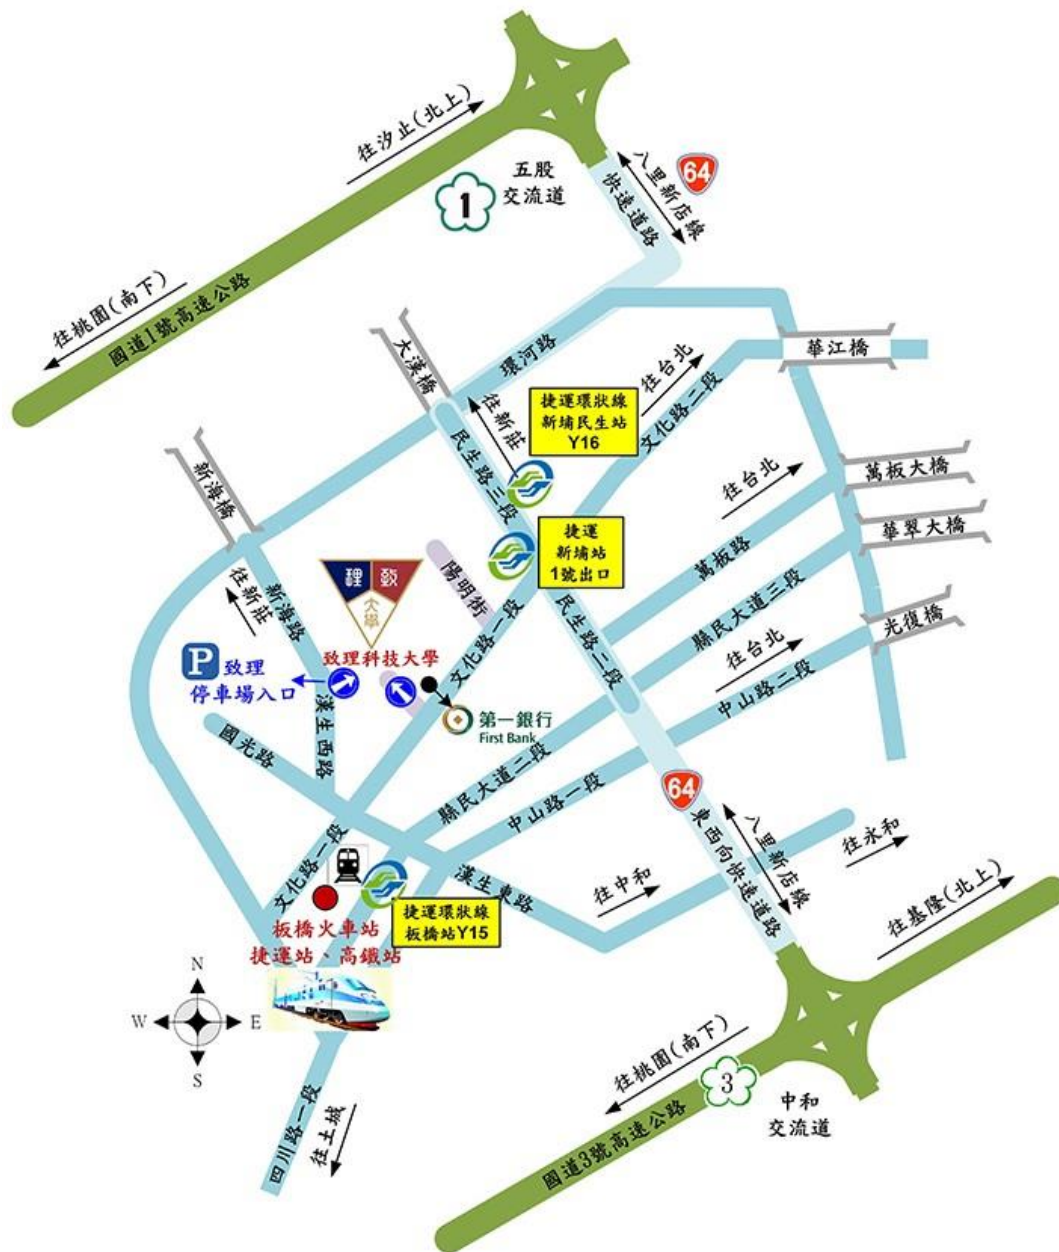 往汐止(北上)
五股
交流道
1
64
八里新店線
快速道路
往桃園(南下)
國道1號高速公路
大漢橋
環河路
往台北
華江橋
往新莊
捷運環狀線
新埔民生站
Y16
文化路二段
民生路三段
新海橋
往台北
萬板大橋
捷運
新埔站
1號出口
萬板路
華翠大橋
陽明街
新海路
往新莊
理
致
大學
文化路一段
民生路二段
縣民大道三段
光復橋
往台北
P
致理
停車場入口
致理科技大學
中山路二段
漢生西路
第一銀行
First Bank
國光路
縣民大道二段
中山路一段
64
東西向快速道路
八里新店線
文化路一段
漢生東路
往中和
往永和
捷運環狀線
板橋站Y15
板橋火車站
捷運站、高鐵站
往基隆(北上)
N
W
E
S
往桃園(南下)
3
中和
交流道
國道3號高速公路
四川路一段
往土城